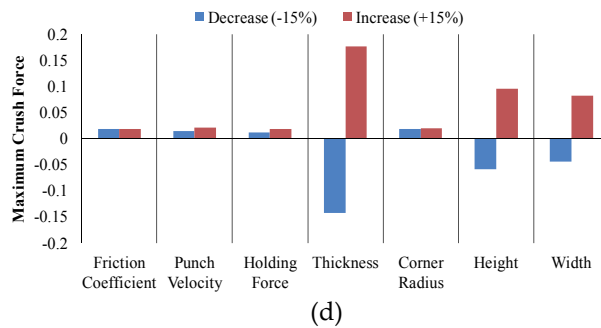 Decrease (-15%) Increase (+15%)
Maximum Crush Force
0.2
0.15
0.1
0.05
0
-0.05
-0.1
-0.15
-0.2
Friction Coefficient
Punch Velocity
Holding Force
Thickness
Corner Radius
Height
Width
(d)